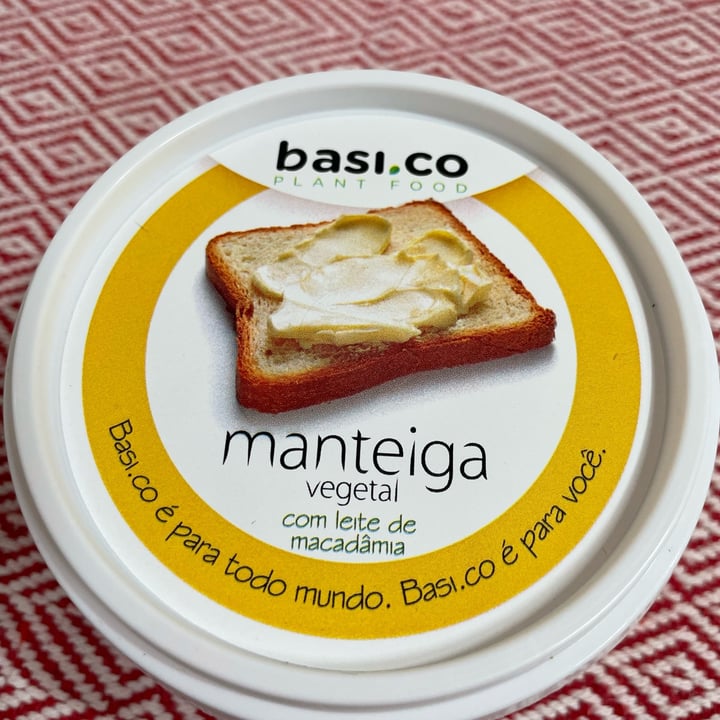 basi.co
PLANT FOOD
manteiga
vegetal
com leite de
macadâmia
Basi.co é para todo mundo. Basi.co é para você.